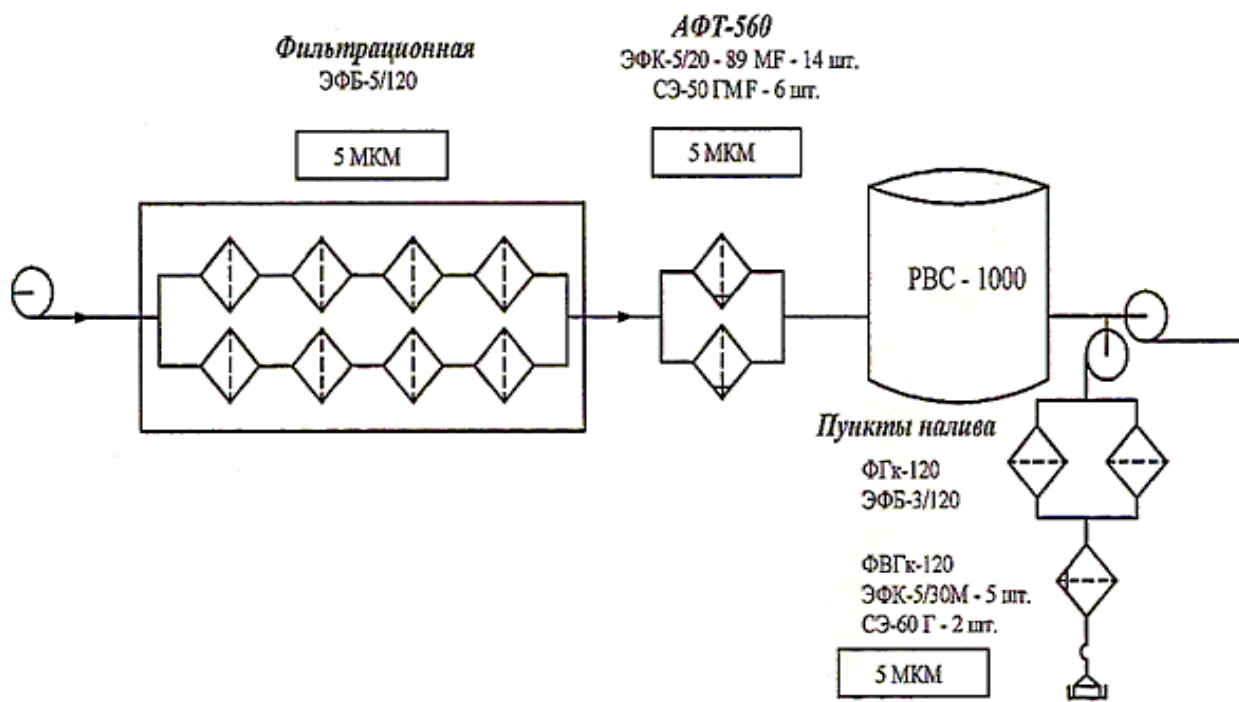 Фильтрационная
ЭФБ-5/120
5 МКМ
АФТ-560
ЭФК-5/20 - 89 MF - 14 шт.
СЭ-50 ГMF - 6 шт.
5 МКМ
РВС - 1000
Пункты налива
ФГк-120
ЭФБ-3/120
ФВГк-120
ЭФК-5/30М - 5 шт.
СЭ-60 Г - 2 шт.
5 МКМ